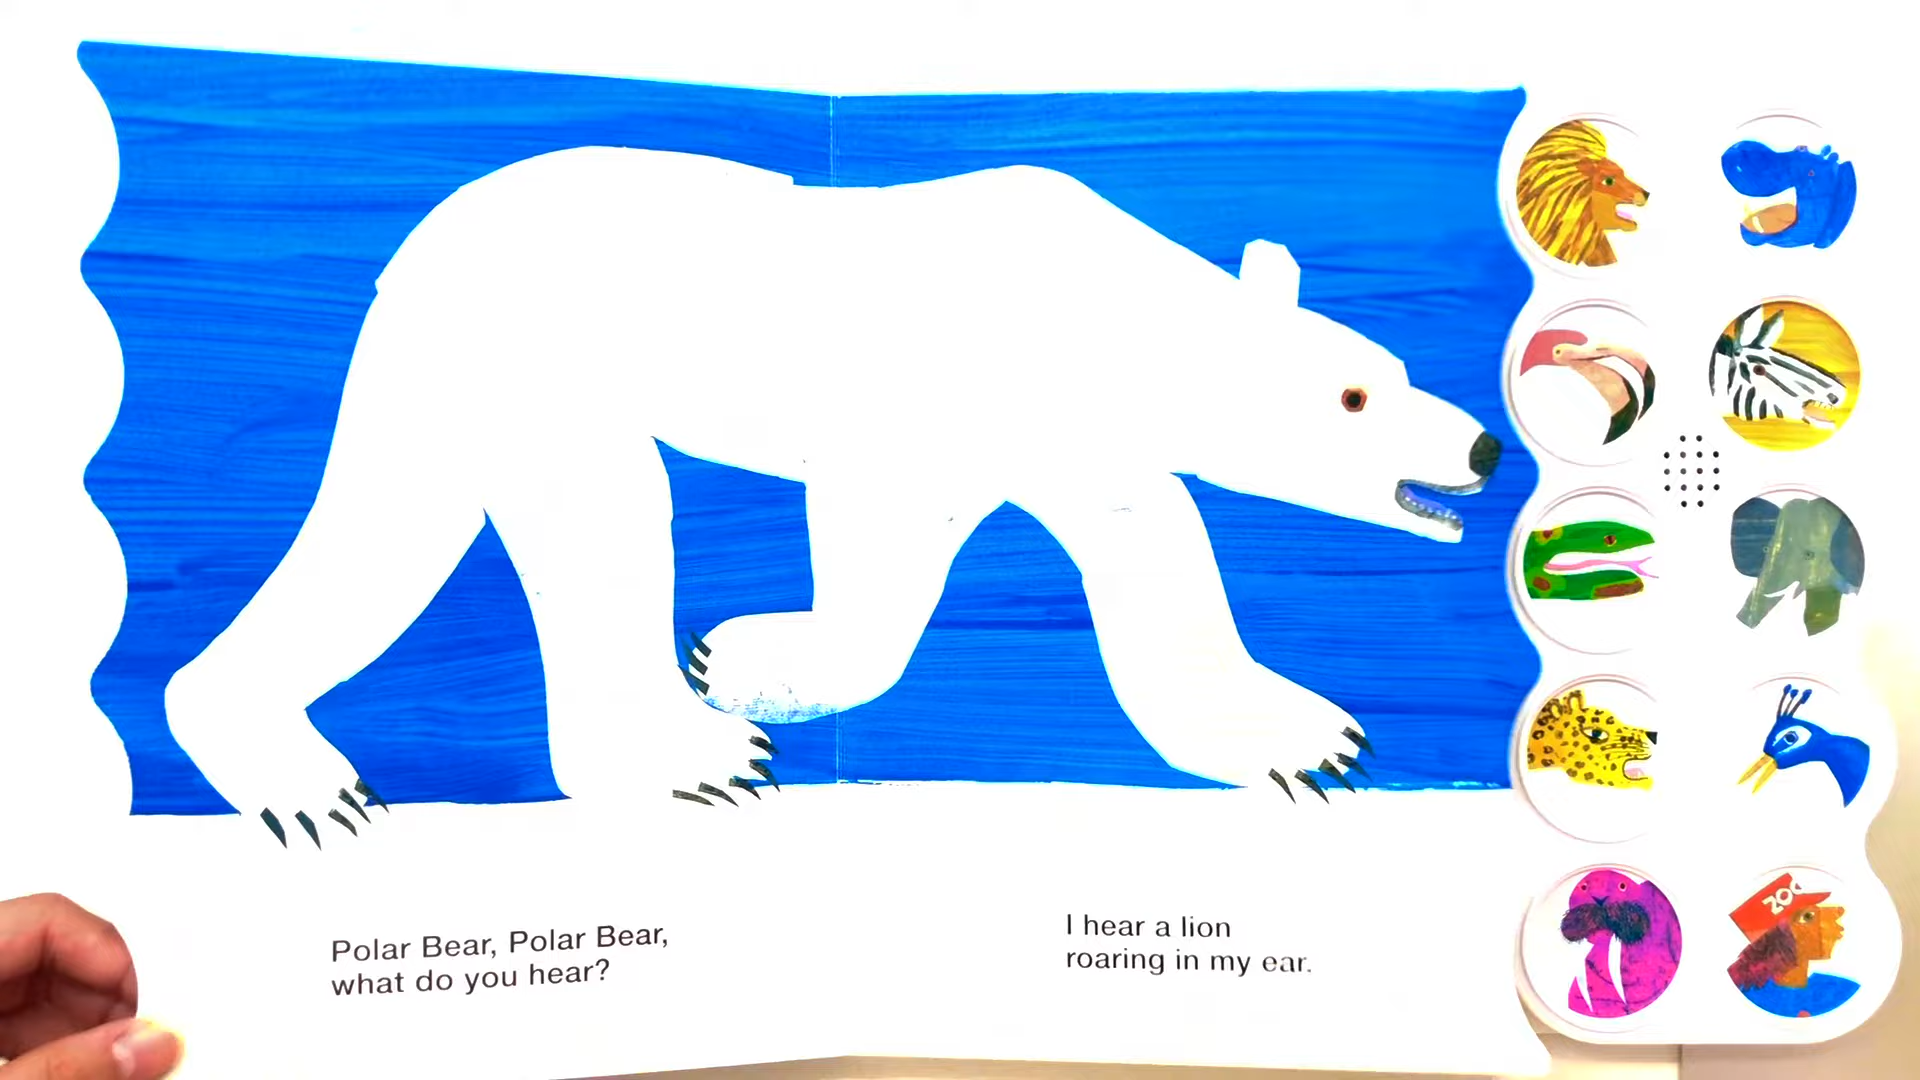 Polar Bear, Polar Bear,
what do you hear?
I hear a lion
roaring in my ear.
ZOO